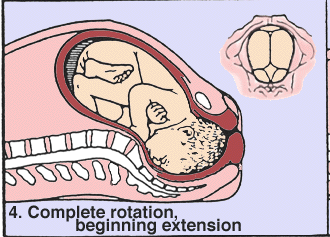 4. Complete rotation,
beginning extension